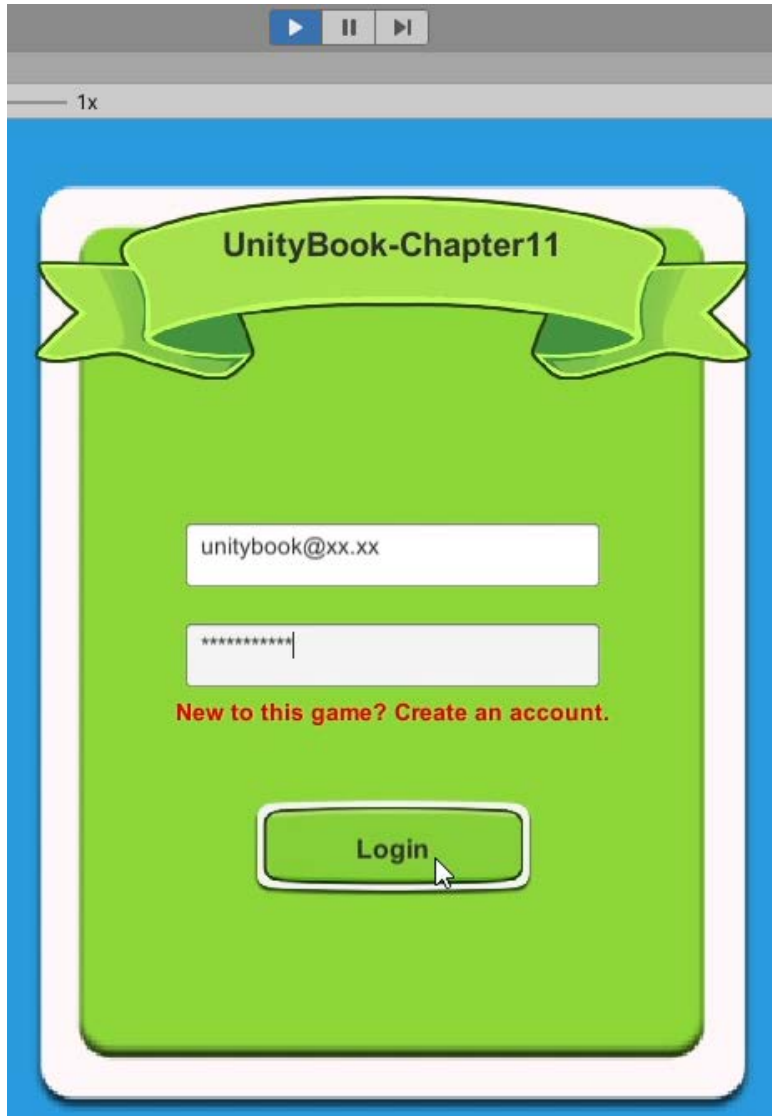 1x
UnityBook-Chapter11
unitybook@xx.xx
***********
New to this game? Create an account.
Login